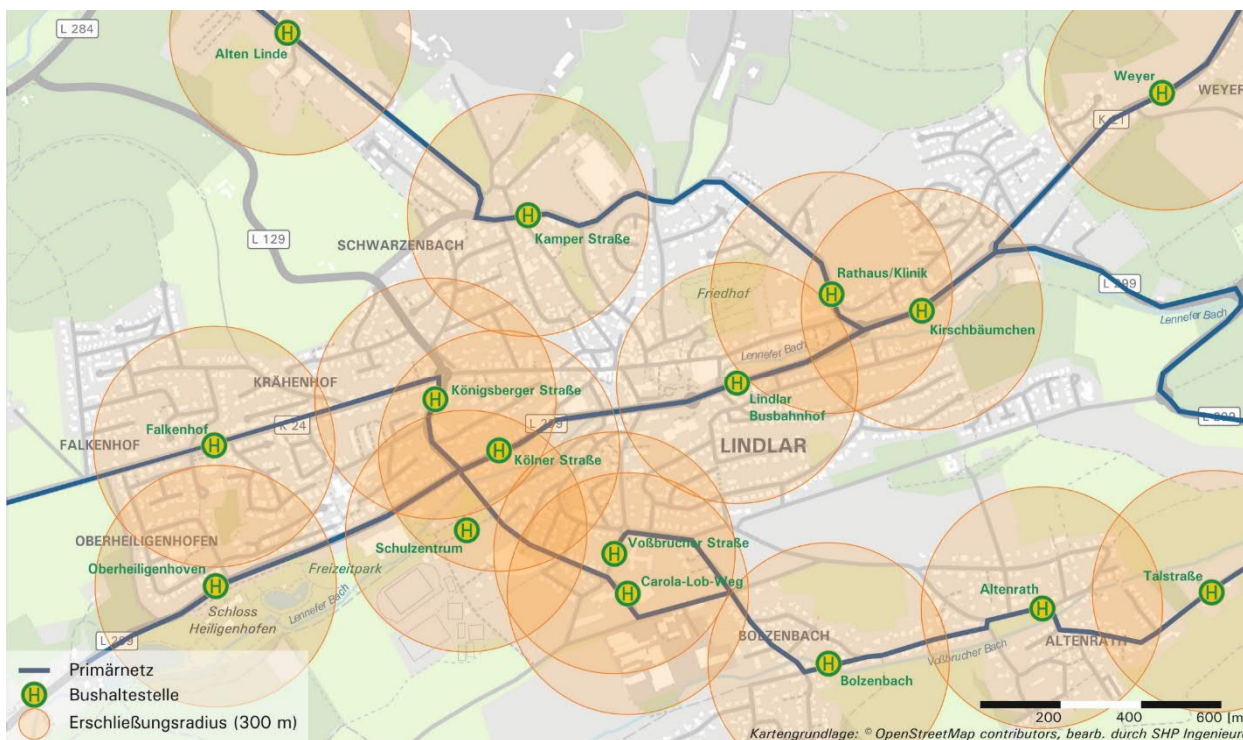 L 284
Alten Linde
Weyer
WEYER
K 21
Kamper Straße
SCHWARZENBACH
L 129
Rathaus/Klinik
Friedhof
L 299
Lennefer Bach
Kirschbäumchen
Lennefer Bach
KRÄHENHOF
Königsberger Straße
Lindlar
Busbahnhof
Falkenhof
K 24
L 299
FALKENHOF
Kölner Straße
LINDLAR
L 299
OBERHEILIGENHOFEN
Schulzentrum
Voßbrucher Straße
Oberheiligenhoven
Freizeitpark
Carola-Lob-Weg
Altenrath
Talstraße
Schloss
Heiligenhofen
Lennefer Bach
BOLZENBACH
ALTENRATH
L 299
Voßbrucher Bach
Bolzenbach
Primärnetz
H Bushaltestelle
Erschließungsradius (300 m)
200 400 600 [m
Kartengrundlage: © OpenStreetMap contributors, bearb. durch SHP Ingenieure